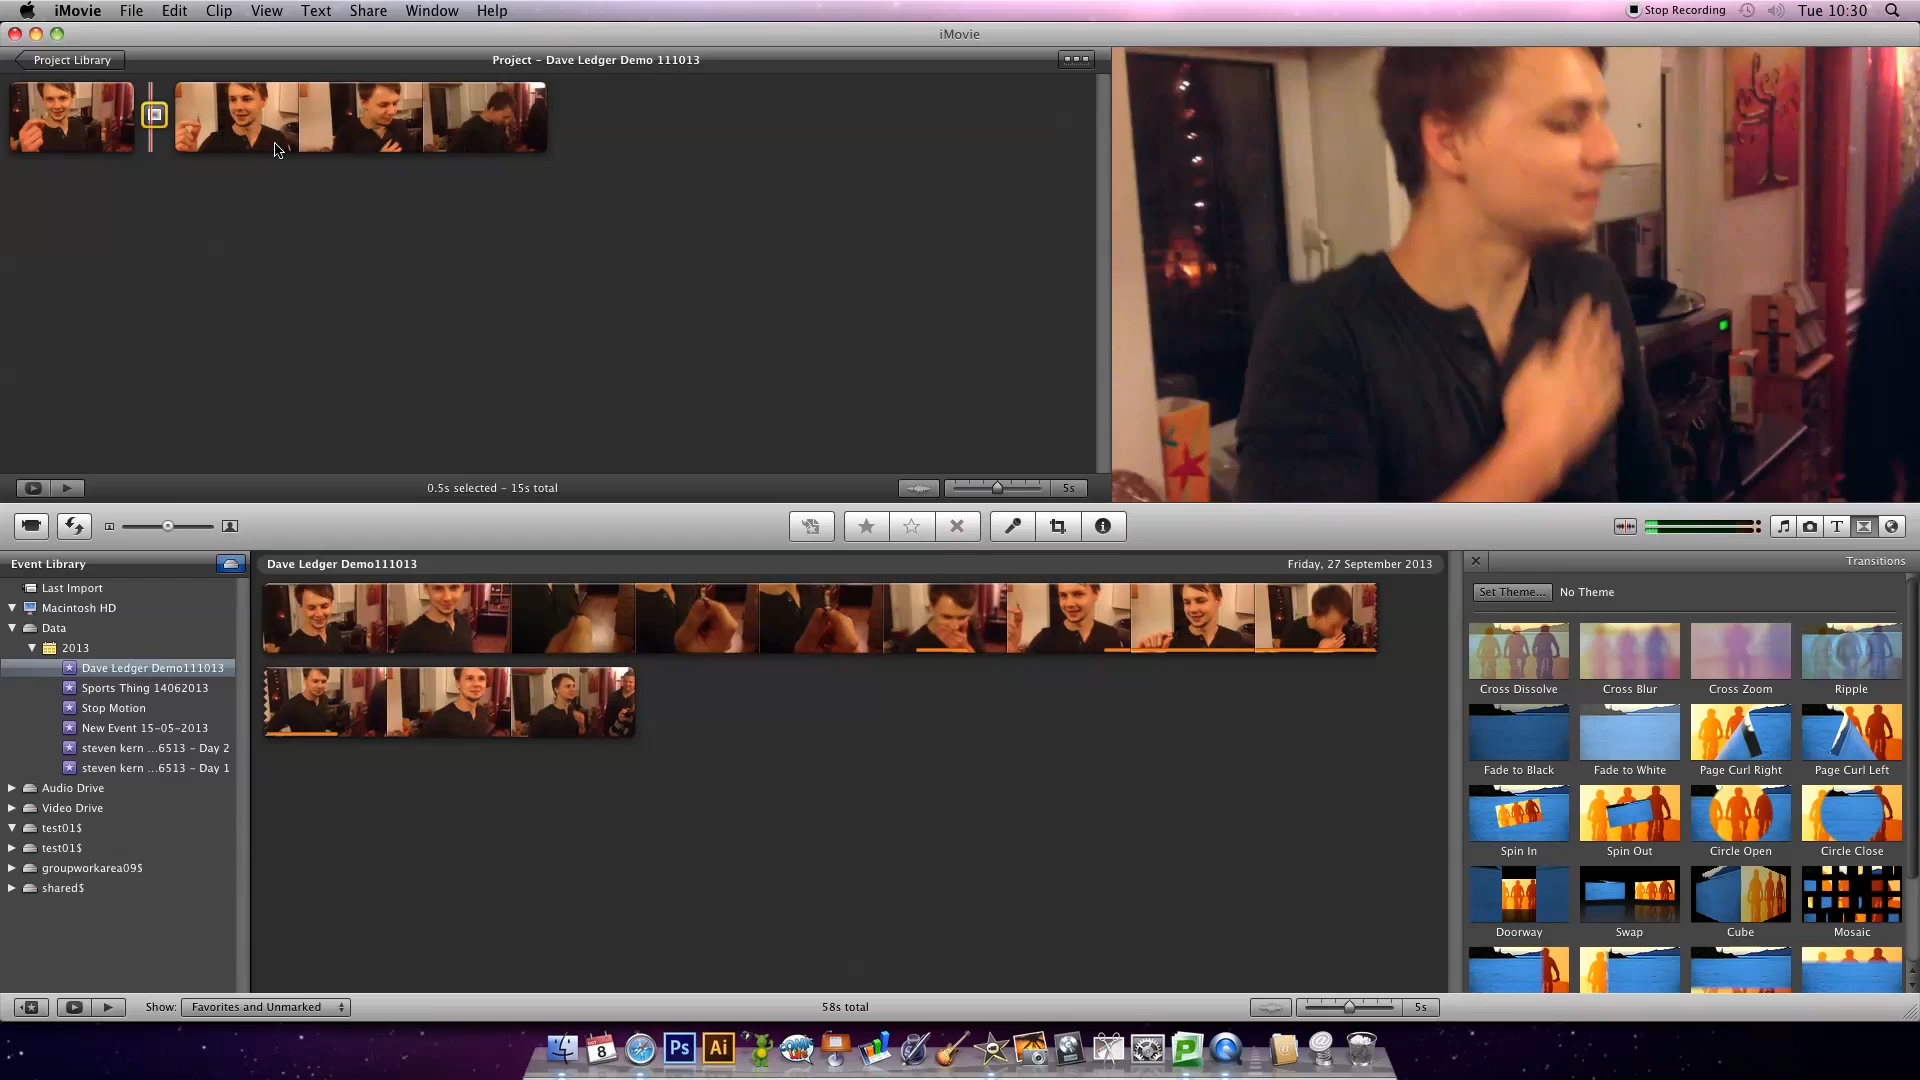 iMovie File Edit Clip View Text Share Window Help
Stop Recording Tue 10:30
iMovie
Project Library
Project – Dave Ledger Demo 111013
0.5s selected – 15s total
5s
Event Library
Last Import
Macintosh HD
Data
2013
Dave Ledger Demo111013
Sports Thing 14062013
Stop Motion
New Event 15-05-2013
steven kern ...6513 – Day 2
steven kern ...6513 – Day 1
Audio Drive
Video Drive
test01$
test01$
groupworkarea09$
shared$
Dave Ledger Demo111013
Friday, 27 September 2013
Transitions
Set Theme... No Theme
Cross Dissolve Cross Blur Cross Zoom Ripple
Fade to Black Fade to White Page Curl Right Page Curl Left
Spin In Spin Out Circle Open Circle Close
Doorway Swap Cube Mosaic
Show: Favorites and Unmarked
58s total
5s
OCT
8
Ps
Ai
COMIC
Life